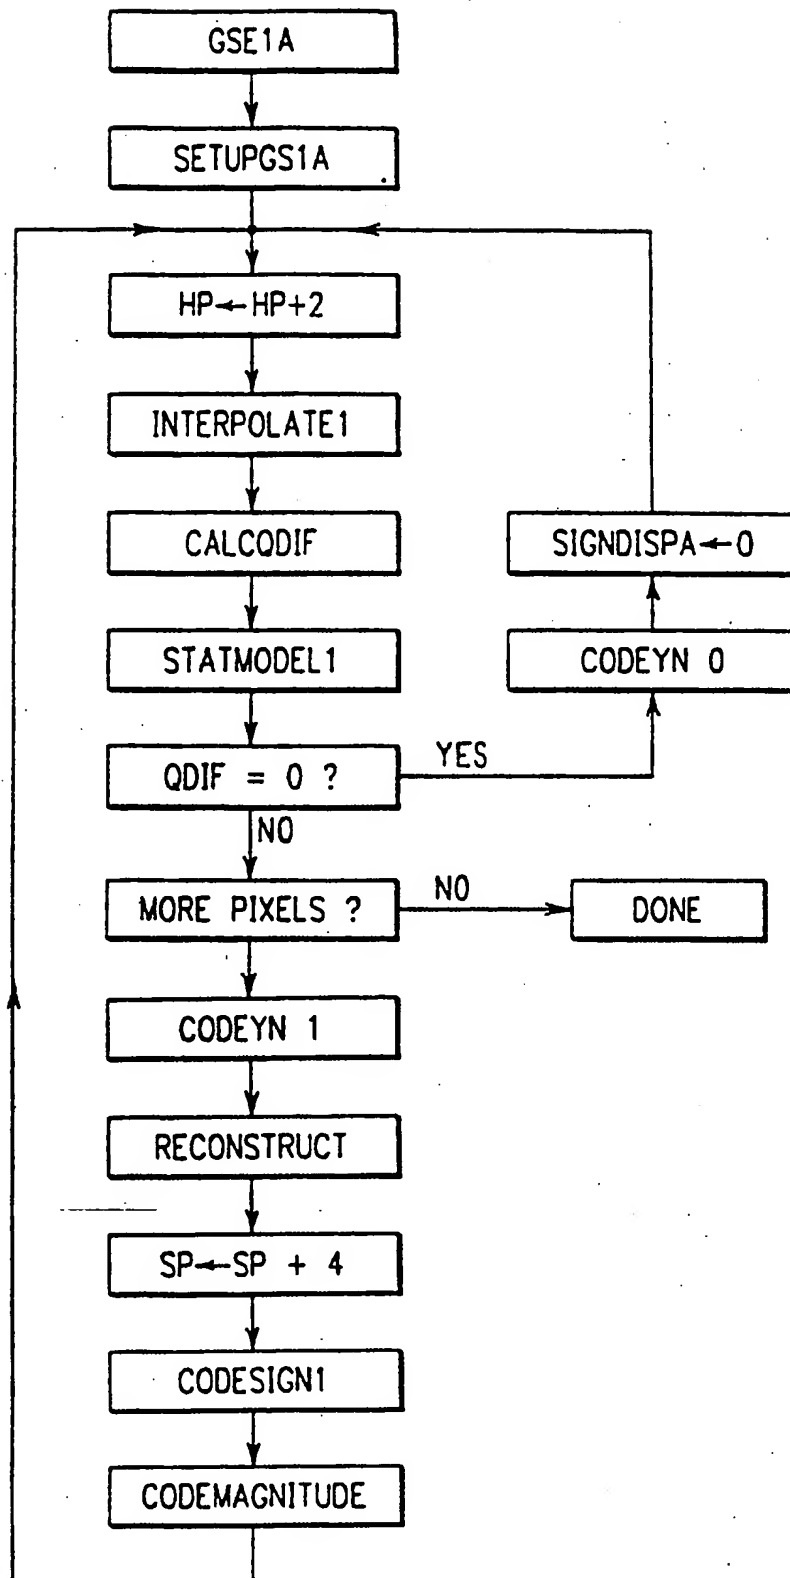 GSE1A
SETUPGS1A
HP←HP+2
INTERPOLATE1
CALCQDIF
SIGNDISPA←0
STATMODEL1
CODEYN 0
QDIF = 0 ?
YES
NO
MORE PIXELS ?
NO
DONE
CODEYN 1
RECONSTRUCT
SP←SP + 4
CODESIGN1
CODEMAGNITUDE